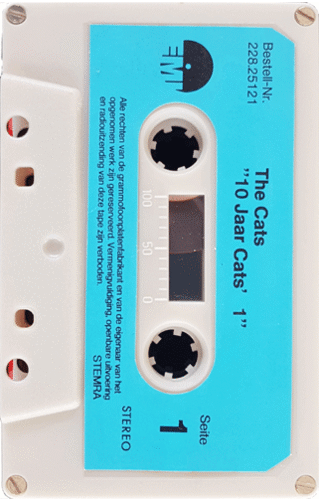 Bestell-Nr.
228.25121
The Cats
”10 Jaar Cats’ 1”
EMI
100 50 0
Seite
1
STEREO
Alle rechten van de grammofoonplatenfabrikant en van de eigenaar van het
opgenomen werk zijn gereserveerd. Vermenigvuldiging, openbare uitvoering
en radiouitzending van deze tape zijn verboden.
STEMRA